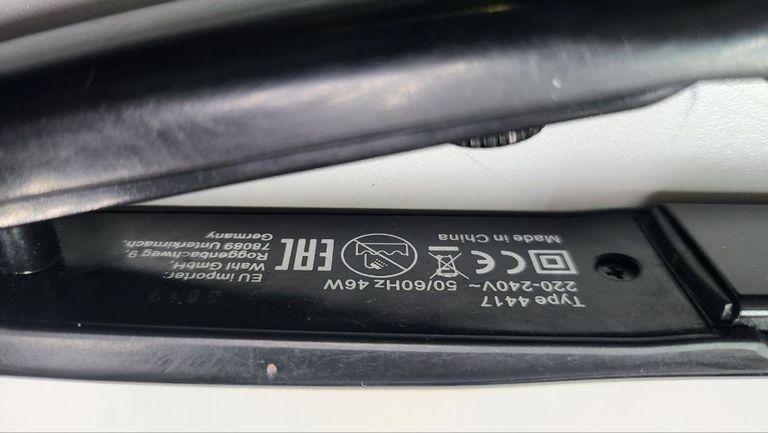 Type 4417
220-240V~ 50/60Hz 46W
CE EAC
Made in China
EU importer:
Wahl GmbH,
Roggenbachweg 9,
78089 Unterkirnach,
Germany